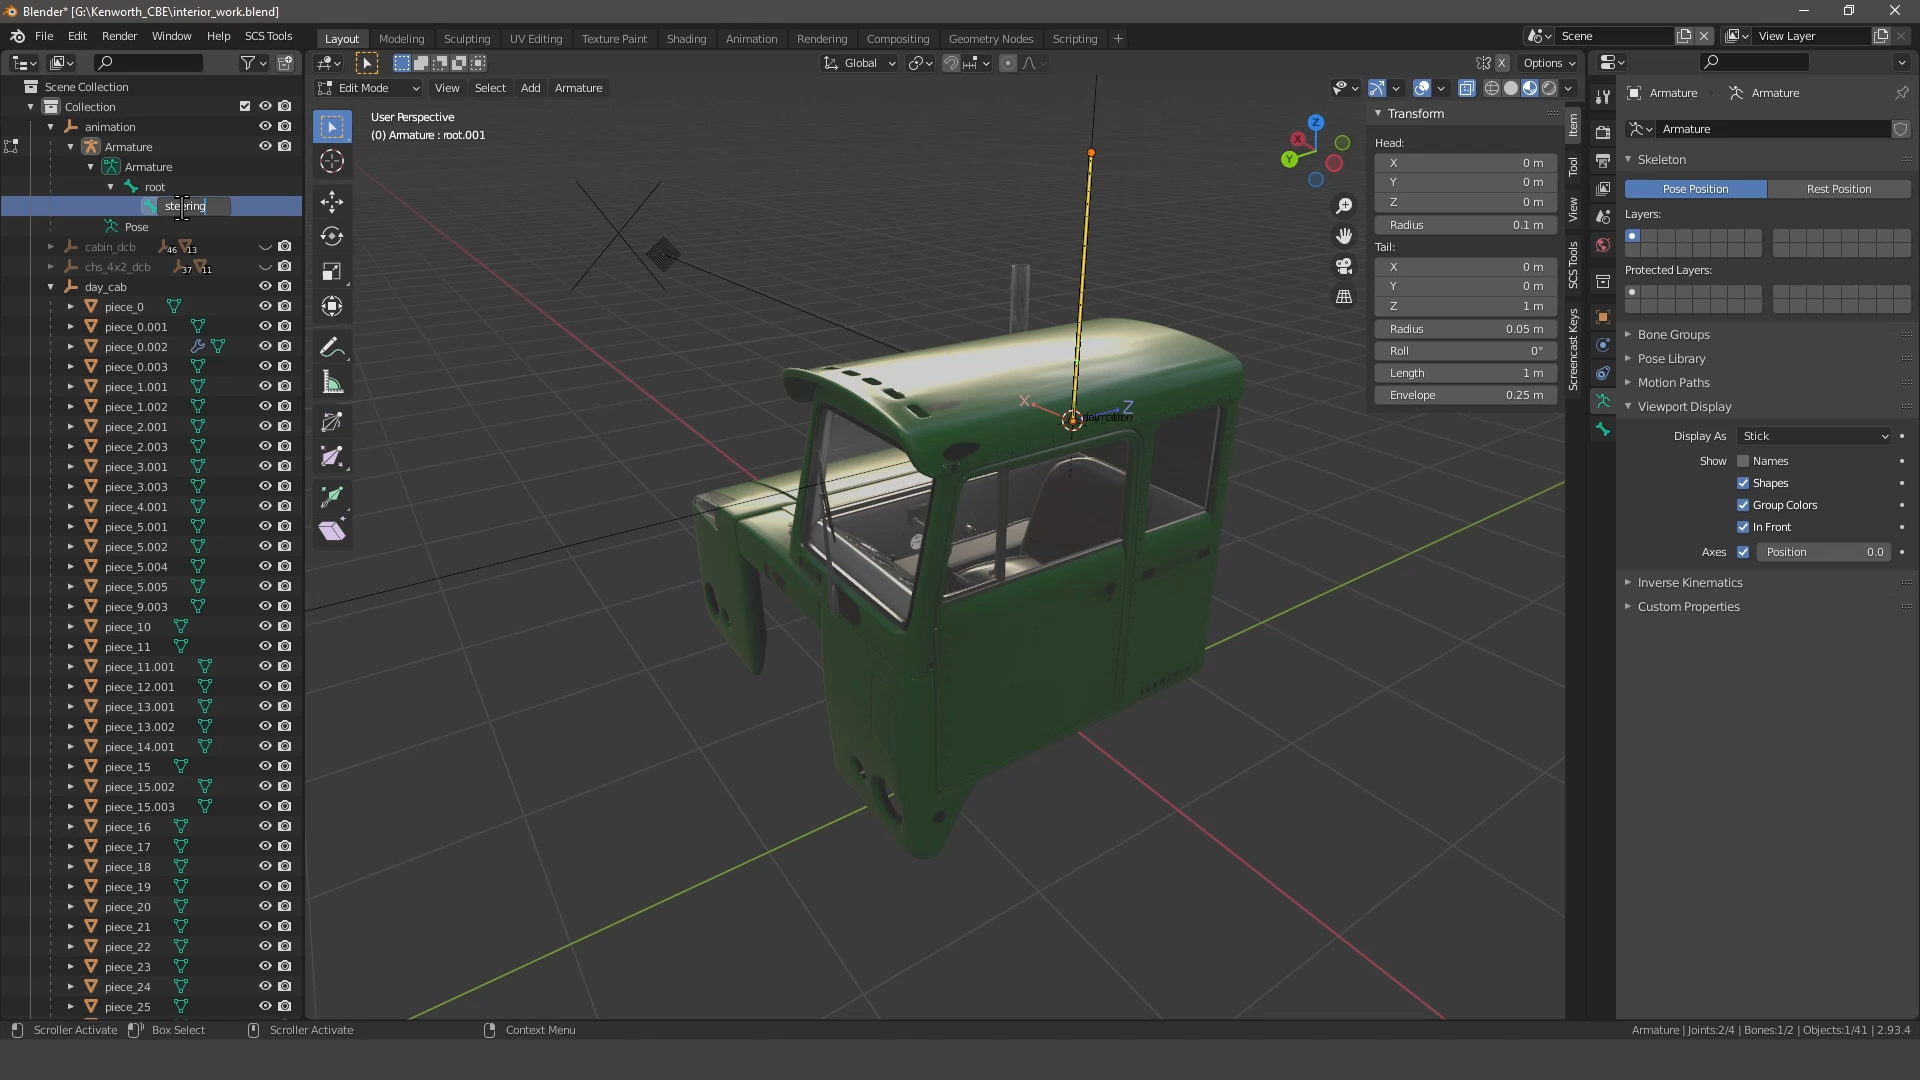 Blender* [G:\Kenworth_CBE\interior_work.blend]
File Edit Render Window Help SCS Tools
Layout Modeling Sculpting UV Editing Texture Paint Shading Animation Rendering Compositing Geometry Nodes Scripting +
Scene
View Layer
Global
Options
X
Scene Collection
Collection
animation
Armature
Armature
root
steering
Pose
cabin_dcb 46 13
chs_4x2_dcb 37 11
day_cab
piece_0
piece_0.001
piece_0.002
piece_0.003
piece_1.001
piece_1.002
piece_2.001
piece_2.003
piece_3.001
piece_3.003
piece_4.001
piece_5.001
piece_5.002
piece_5.004
piece_5.005
piece_9.003
piece_10
piece_11
piece_11.001
piece_12.001
piece_13.001
piece_13.002
piece_14.001
piece_15
piece_15.002
piece_15.003
piece_16
piece_17
piece_18
piece_19
piece_20
piece_21
piece_22
piece_23
piece_24
piece_25
Edit Mode View Select Add Armature
User Perspective
(0) Armature : root.001
X
Z
Z
X
Y
Transform
Head:
X 0 m
Y 0 m
Z 0 m
Radius 0.1 m
Tail:
X 0 m
Y 0 m
Z 1 m
Radius 0.05 m
Roll 0°
Length 1 m
Envelope 0.25 m
Item
Tool
View
SCS Tools
Screencast Keys
Armature Armature
Armature
Skeleton
Pose Position Rest Position
Layers:
Protected Layers:
Bone Groups
Pose Library
Motion Paths
Viewport Display
Display As Stick
Show Names
Shapes
Group Colors
In Front
Axes Position 0.0
Inverse Kinematics
Custom Properties
Scroller Activate Box Select Scroller Activate Context Menu
Armature | Joints:2/4 | Bones:1/2 | Objects:1/41 | 2.93.4